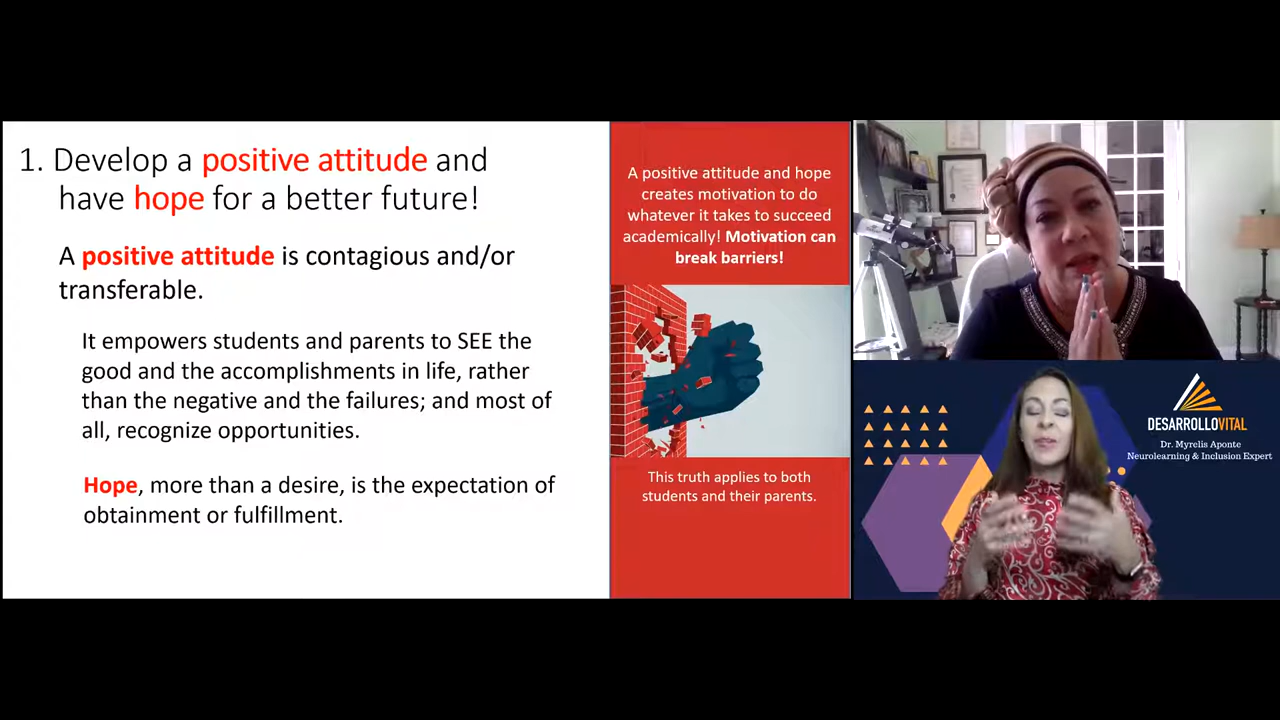 1. Develop a positive attitude and
have hope for a better future!
A positive attitude is contagious and/or
transferable.
It empowers students and parents to SEE the
good and the accomplishments in life, rather
than the negative and the failures; and most of
all, recognize opportunities.
Hope, more than a desire, is the expectation of
obtainment or fulfillment.
A positive attitude and hope
creates motivation to do
whatever it takes to succeed
academically! Motivation can
break barriers!
This truth applies to both
students and their parents.
DESARROLLOVITAL
Dr. Myrelis Aponte
Neurolearning & Inclusion Expert